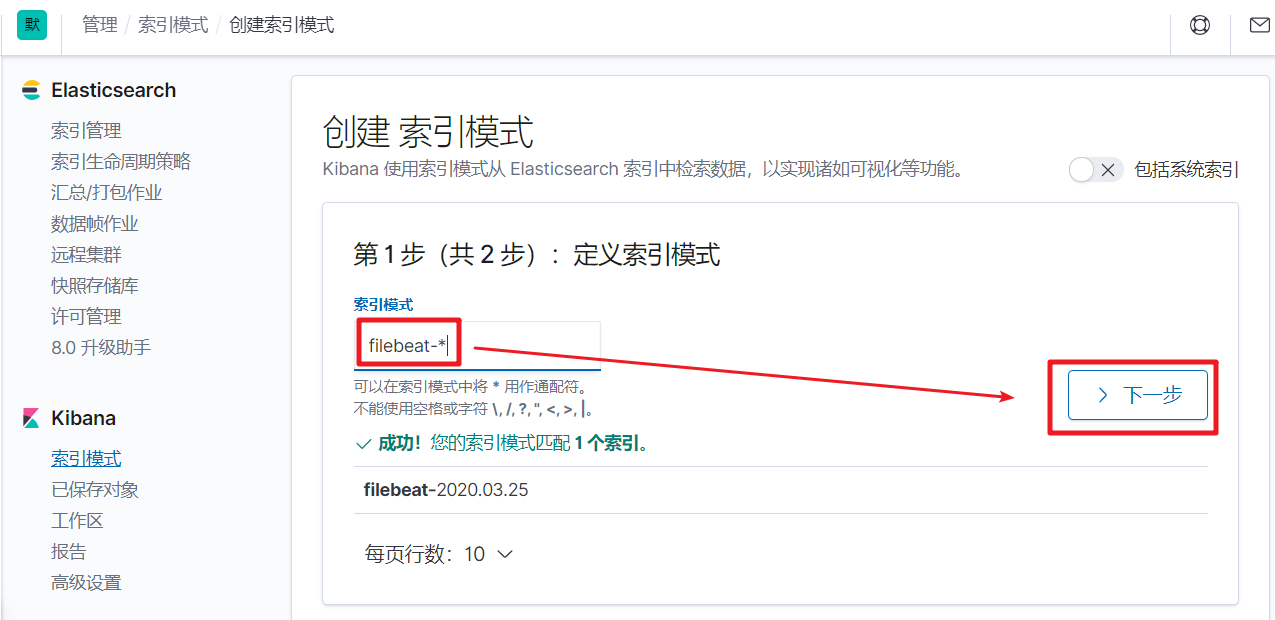 默 管理 / 索引模式 / 创建索引模式
Elasticsearch
索引管理
索引生命周期策略
汇总/打包作业
数据帧作业
远程集群
快照存储库
许可管理
8.0 升级助手
Kibana
索引模式
已保存对象
工作区
报告
高级设置
创建 索引模式
Kibana 使用索引模式从 Elasticsearch 索引中检索数据，以实现诸如可视化等功能。
包括系统索引
第 1 步（共 2 步）：定义索引模式
索引模式
filebeat-*
可以在索引模式中将 * 用作通配符。
不能使用空格或字符 \, /, ?, ", <, >, |。
下一步
成功！您的索引模式匹配 1 个索引。
filebeat-2020.03.25
每页行数：10